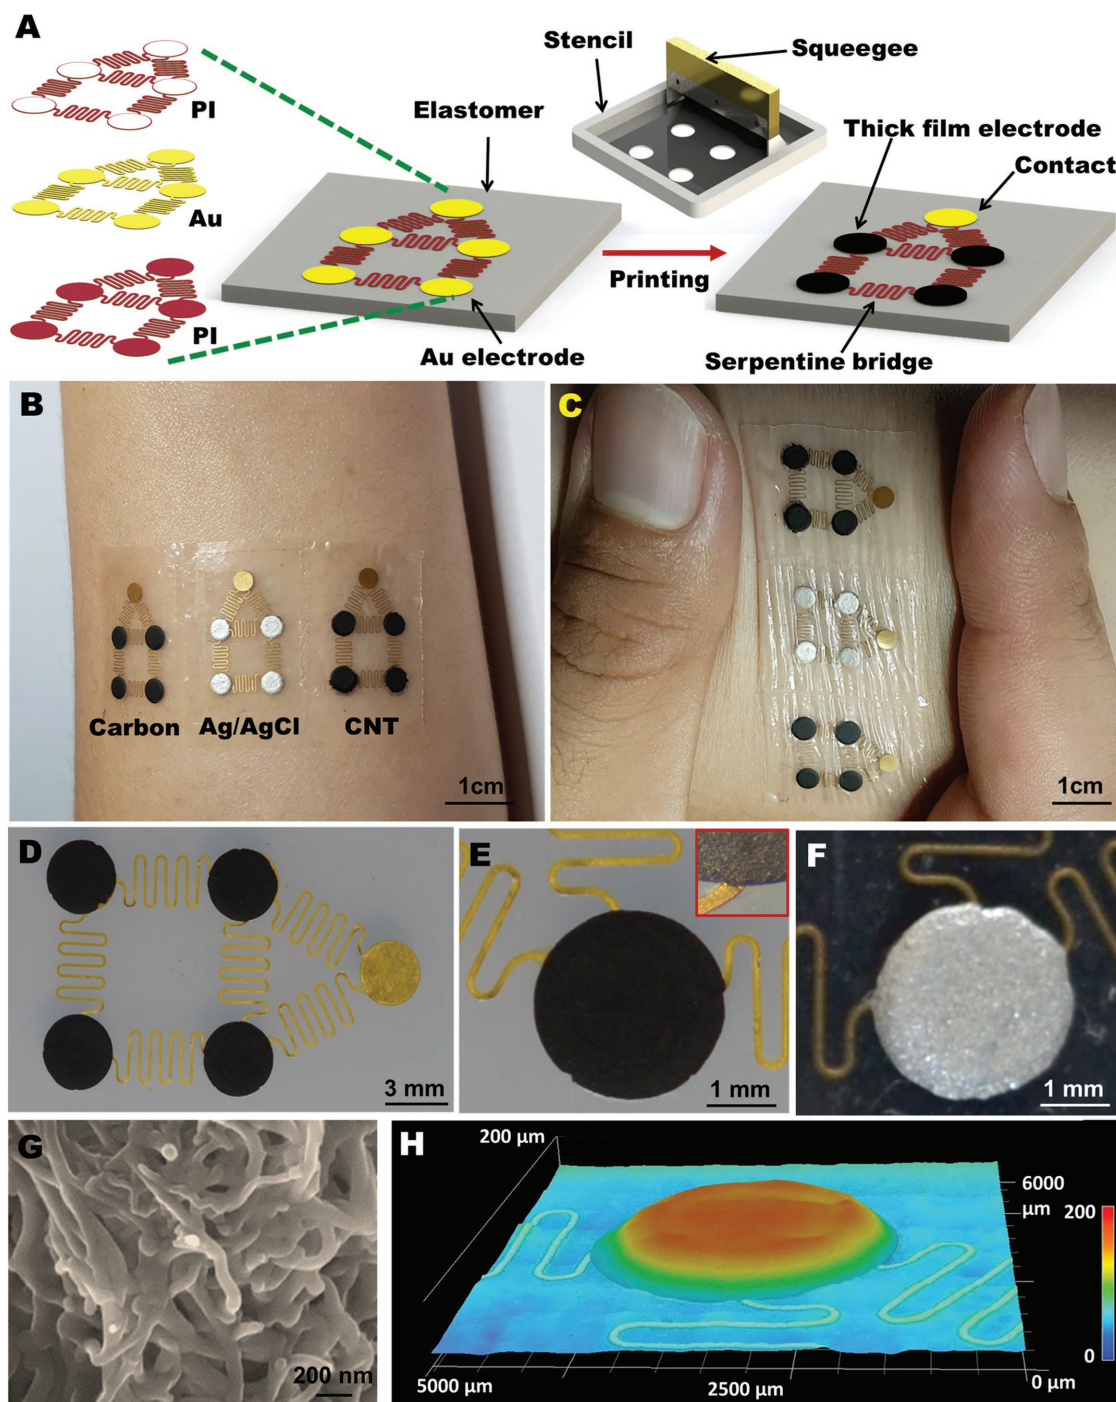 A
Stencil
Squeegee
PI
Elastomer
Thick film electrode
Contact
Au
Printing
PI
Au electrode
Serpentine bridge
B
Carbon
Ag/AgCl
CNT
1cm
C
1cm
D
3 mm
E
1 mm
F
1 mm
G
200 nm
H
200 µm
6000
µm
200
0
5000 µm
2500 µm
0 µm